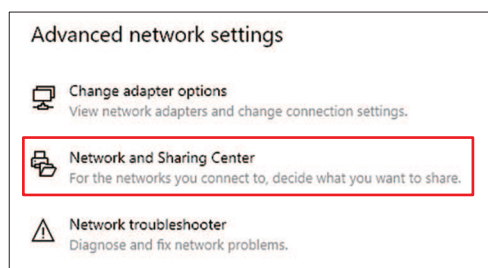 Advanced network settings
Change adapter options
View network adapters and change connection settings.
Network and Sharing Center
For the networks you connect to, decide what you want to share.
Network troubleshooter
Diagnose and fix network problems.